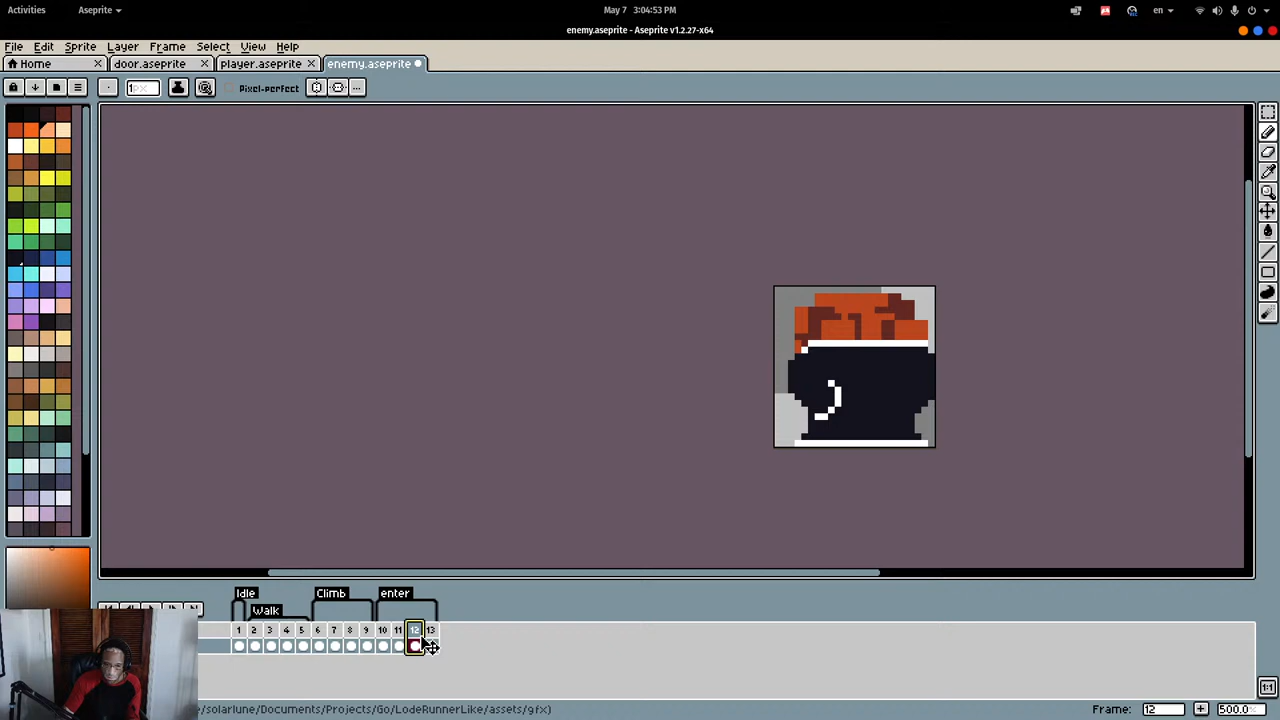 Activities
Aseprite
May 7 3:04:53 PM
en
enemy.aseprite - Aseprite v1.2.27-x64
File Edit Sprite Layer Frame Select View Help
Home
door.aseprite
player.aseprite
enemy.aseprite
1px
Pixel-perfect
Idle
Walk
Climb
enter
1 2 3 4 5 6 7 8 9 10 11 12 13
1:1
e/solarlune/Documents/Projects/Go/LodeRunnerLike/assets/gfx)
Frame: 12
500.0%